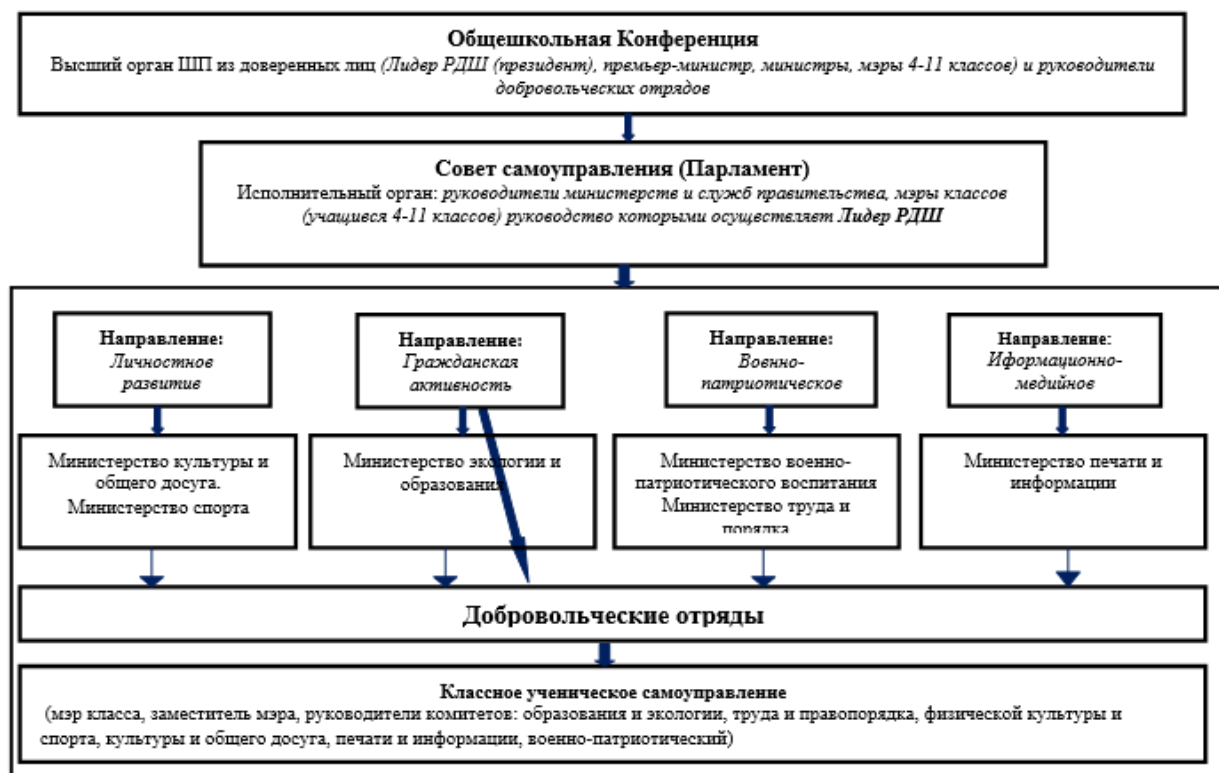 Общешкольная Конференция
Высший орган ШП из доверенных лиц (Лидер РДШ (президент), премьер-министр, министры, мэры 4-11 классов) и руководители
добровольческих отрядов
Совет самоуправления (Парламент)
Исполнительный орган: руководители министерств и служб правительства, мэры классов
(учащиеся 4-11 классов) руководство которыми осуществляет Лидер РДШ
Направление:
Личностное
развитие
Направление:
Гражданская
активность
Направление:
Военно-
патриотическое
Направление:
Иформационно-
медийное
Министерство культуры и
общего досуга.
Министерство спорта
Министерство экологии и
образования
Министерство военно-
патриотического воспитания
Министерство труда и
порядка
Министерство печати и
информации
Добровольческие отряды
Классное ученическое самоуправление
(мэр класса, заместитель мэра, руководители комитетов: образования и экологии, труда и правопорядка, физической культуры и
спорта, культуры и общего досуга, печати и информации, военно-патриотический)